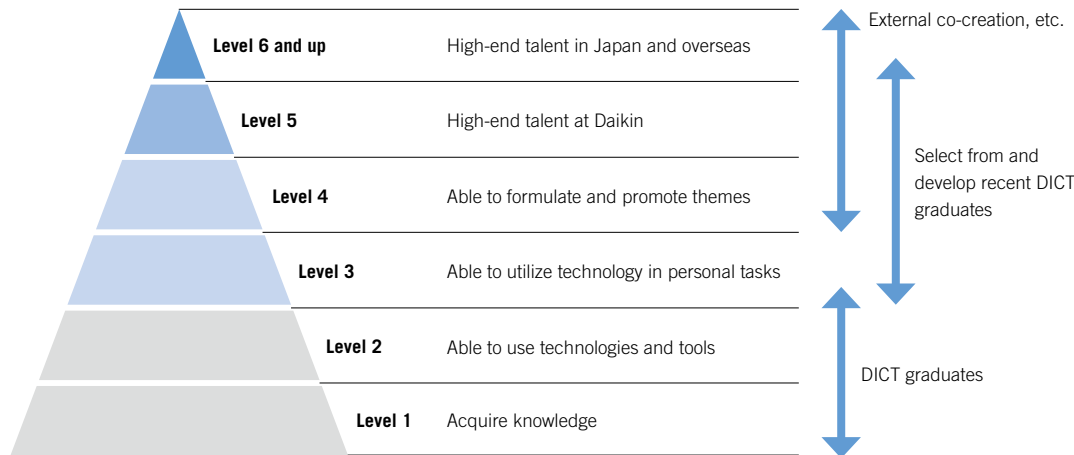 External co-creation, etc.
Level 6 and up High-end talent in Japan and overseas
Level 5 High-end talent at Daikin
Select from and
develop recent DICT
graduates
Level 4 Able to formulate and promote themes
Level 3 Able to utilize technology in personal tasks
Level 2 Able to use technologies and tools
DICT graduates
Level 1 Acquire knowledge